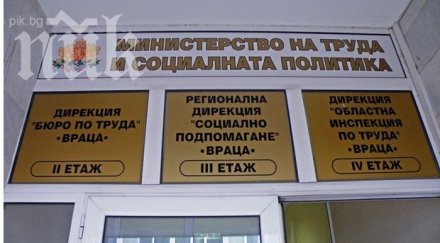 pik.bg
пик
МИНИСТЕРСТВО НА ТРУДА
И СОЦИАЛНАТА ПОЛИТИКА
ДИРЕКЦИЯ
"БЮРО ПО ТРУДА"
•ВРАЦА•
II ЕТАЖ
РЕГИОНАЛНА
ДИРЕКЦИЯ
"СОЦИАЛНО
ПОДПОМАГАНЕ"
•ВРАЦА•
III ЕТАЖ
ДИРЕКЦИЯ
"ОБЛАСТНА
ИНСПЕКЦИЯ
ПО ТРУДА"
•ВРАЦА•
IV ЕТАЖ